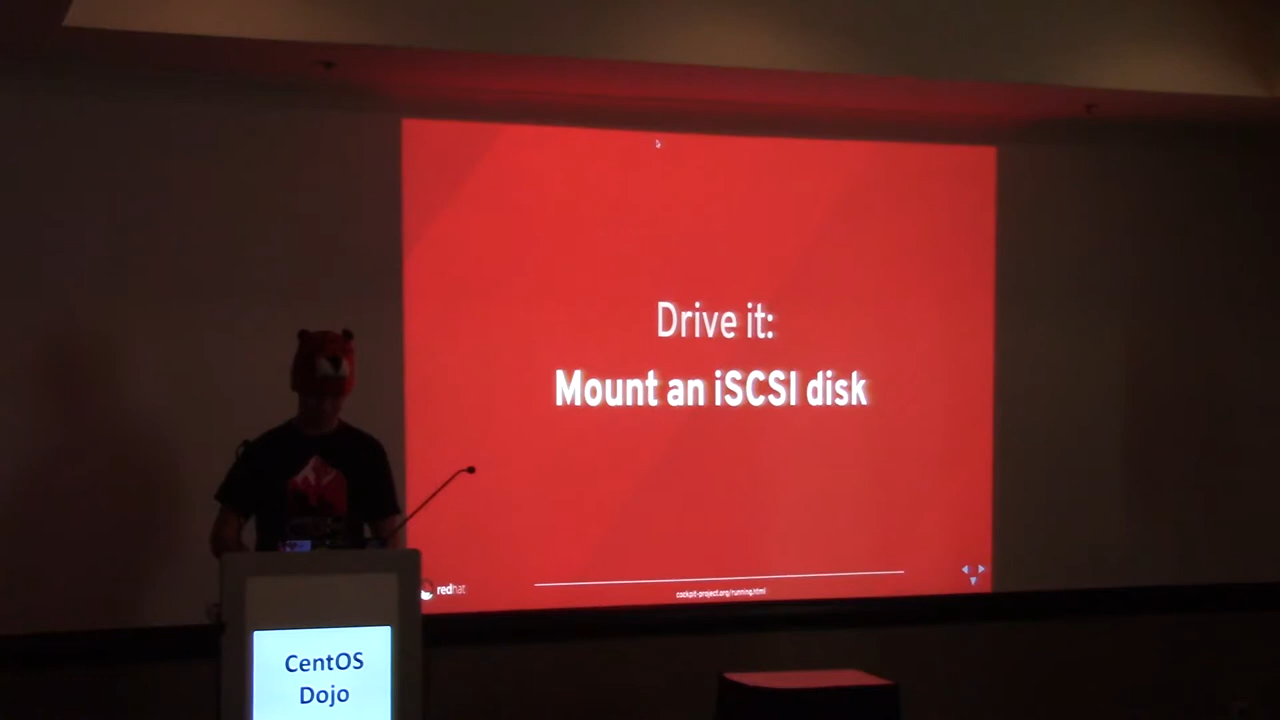 Drive it:
Mount an iSCSI disk
redhat
cockpit-project.org/running.html
CentOS
Dojo